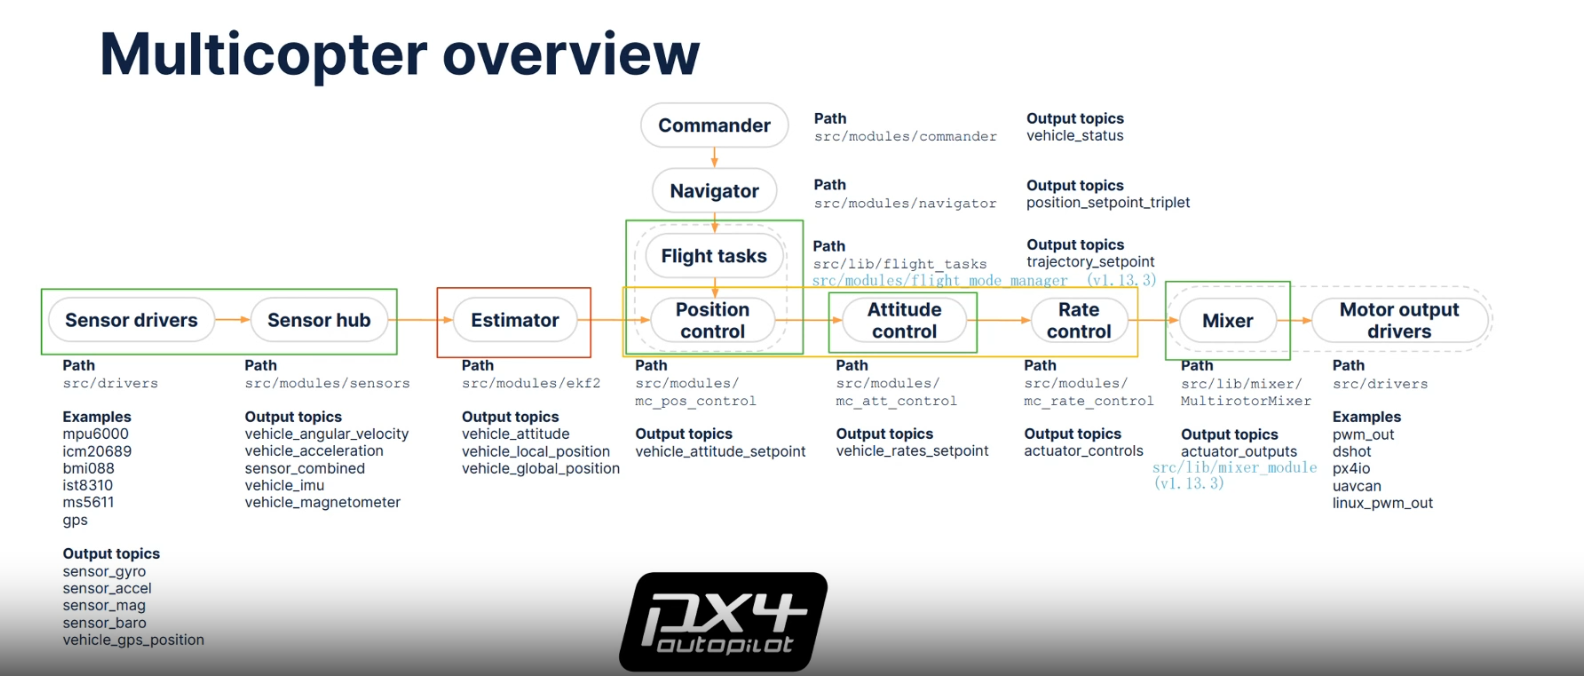 Multicopter overview
Commander
Path
src/modules/commander
Output topics
vehicle_status
Navigator
Path
src/modules/navigator
Output topics
position_setpoint_triplet
Flight tasks
Path
src/lib/flight_tasks
src/modules/flight_mode_manager (v1.13.3)
Output topics
trajectory_setpoint
Sensor drivers
Sensor hub
Estimator
Position
control
Attitude
control
Rate
control
Mixer
Motor output
drivers
Path
src/drivers
Examples
mpu6000
icm20689
bmi088
ist8310
ms5611
gps
Output topics
sensor_gyro
sensor_accel
sensor_mag
sensor_baro
vehicle_gps_position
Path
src/modules/sensors
Output topics
vehicle_angular_velocity
vehicle_acceleration
sensor_combined
vehicle_imu
vehicle_magnetometer
Path
src/modules/ekf2
Output topics
vehicle_attitude
vehicle_local_position
vehicle_global_position
Path
src/modules/
mc_pos_control
Output topics
vehicle_attitude_setpoint
Path
src/modules/
mc_att_control
Output topics
vehicle_rates_setpoint
Path
src/modules/
mc_rate_control
Output topics
actuator_controls
Path
src/lib/mixer/
MultirotorMixer
Output topics
actuator_outputs
src/lib/mixer_module
(v1.13.3)
Path
src/drivers
Examples
pwm_out
dshot
px4io
uavcan
linux_pwm_out
px4
autopilot